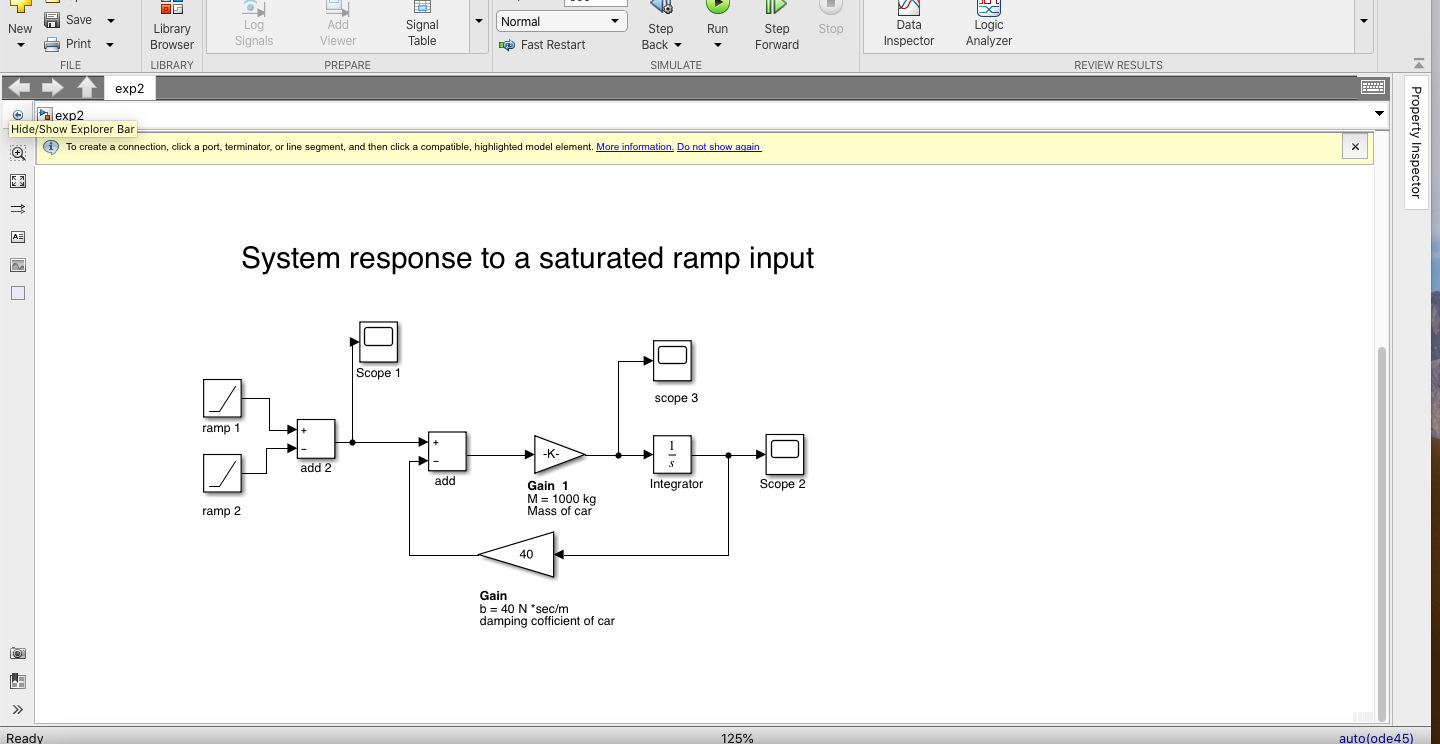 New
Save
Print
FILE
Library
Browser
LIBRARY
Log
Signals
Add
Viewer
Signal
Table
PREPARE
Normal
Fast Restart
Step
Back
Run
Step
Forward
Stop
SIMULATE
Data
Inspector
Logic
Analyzer
REVIEW RESULTS
exp2
exp2
Hide/Show Explorer Bar
To create a connection, click a port, terminator, or line segment, and then click a compatible, highlighted model element. More information. Do not show again.
Property Inspector
System response to a saturated ramp input
Scope 1
ramp 1
+
−
add 2
ramp 2
+
−
add
-K-
Gain 1
M = 1000 kg
Mass of car
scope 3
1
s
Integrator
Scope 2
40
Gain
b = 40 N *sec/m
damping cofficient of car
Ready
125%
auto(ode45)